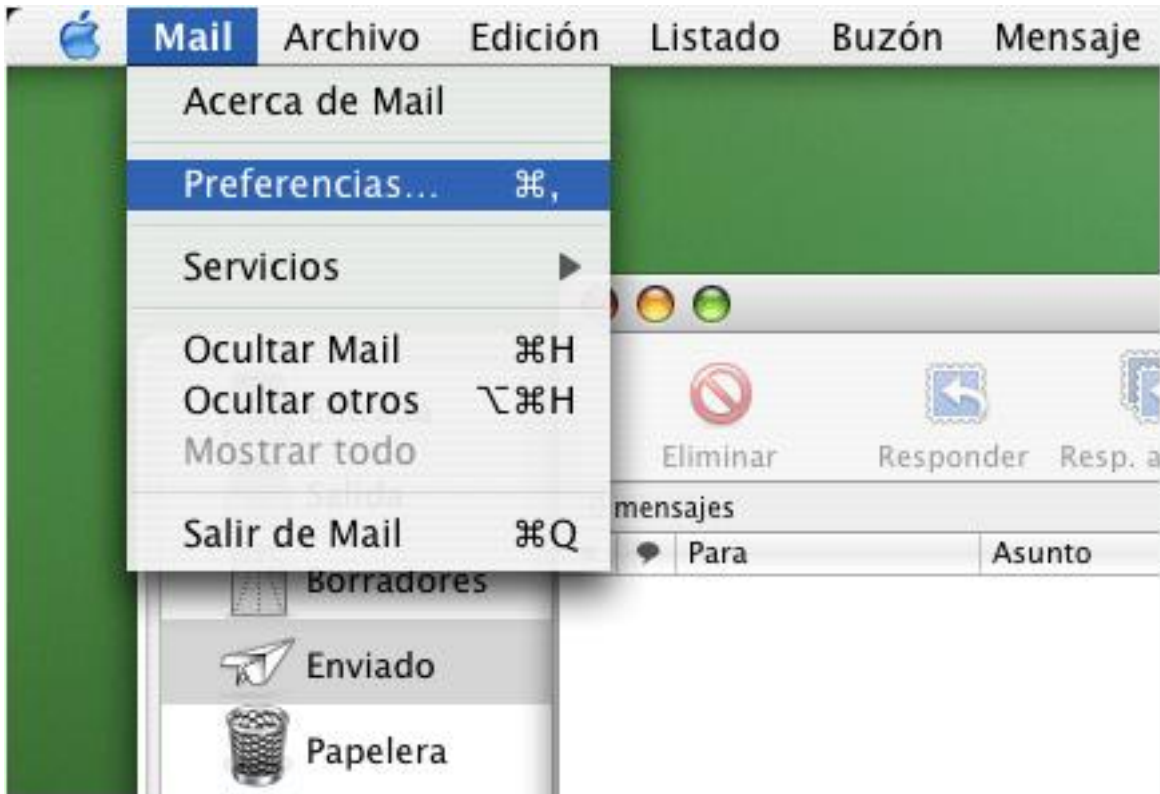 Mail Archivo Edición Listado Buzón Mensaje
Acerca de Mail
Preferencias... ⌘,
Servicios
Ocultar Mail ⌘H
Ocultar otros ⌥⌘H
Mostrar todo
Salir de Mail ⌘Q
Eliminar Responder Resp. a
Salida
mensajes
Para Asunto
Borradores
Enviado
Papelera